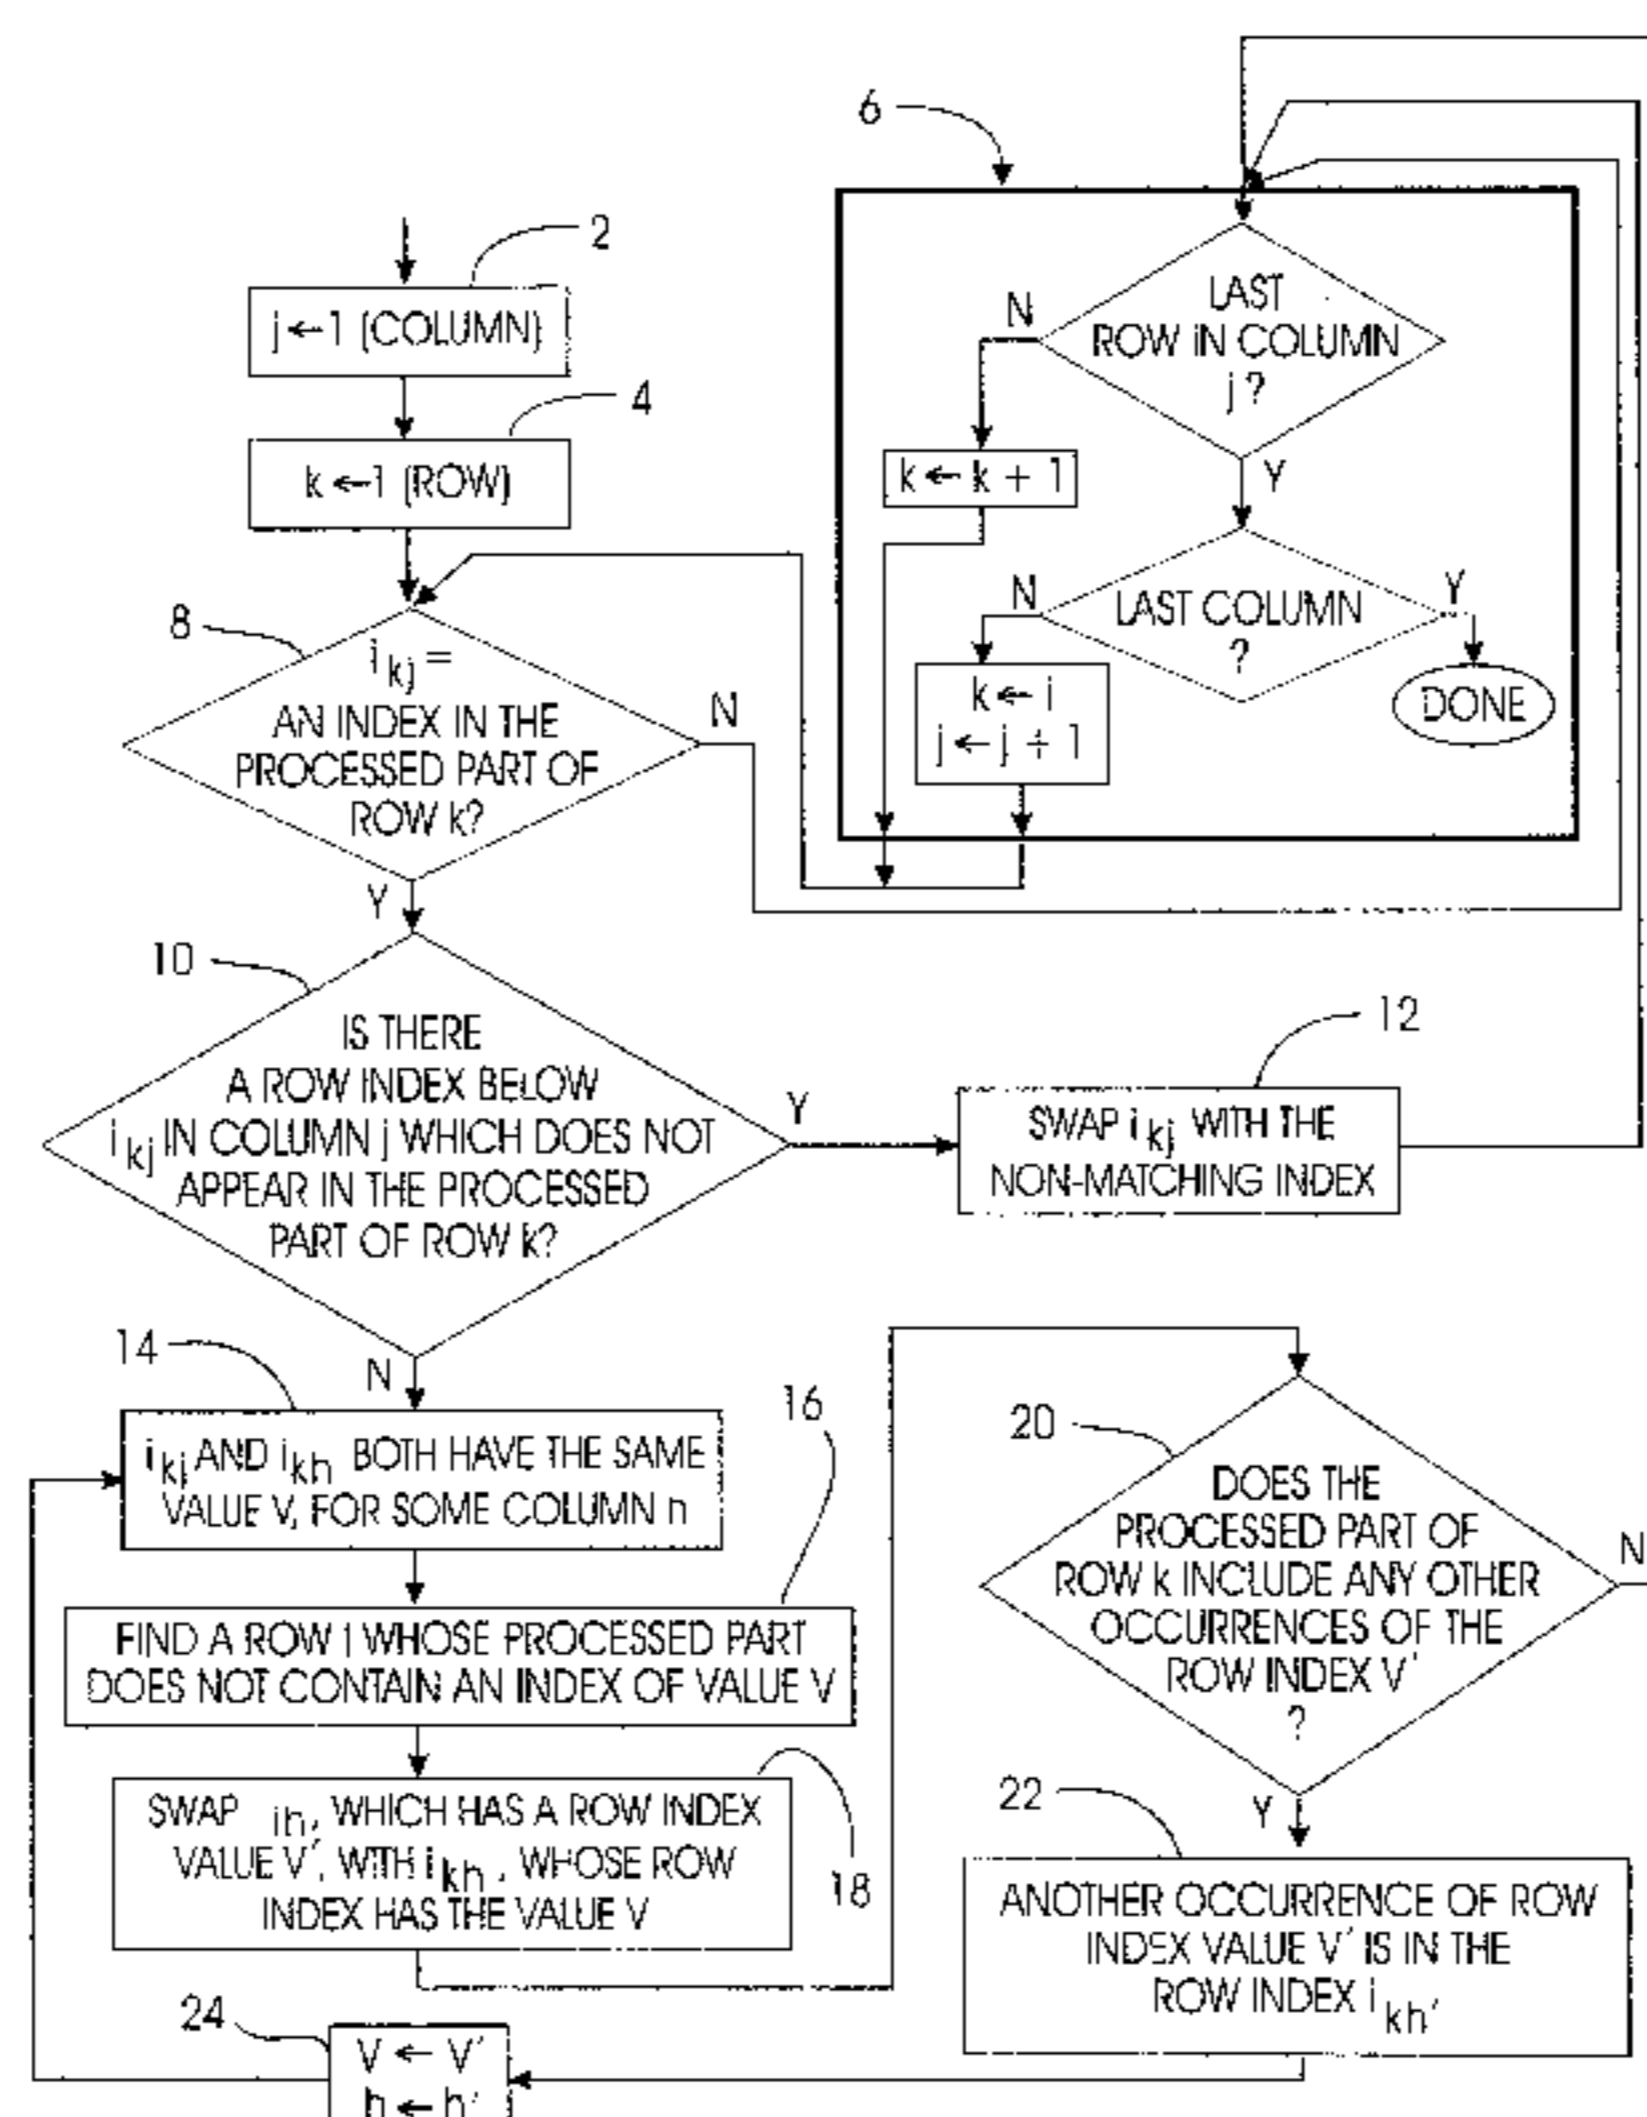 6
2
j ← 1 (COLUMN)
4
k ← 1 (ROW)
LAST
ROW IN COLUMN
j ?
N
Y
k ← k + 1
LAST COLUMN
?
N
Y
k ← i
j ← j + 1
DONE
8
i kj =
AN INDEX IN THE
PROCESSED PART OF
ROW k?
N
Y
10
IS THERE
A ROW INDEX BELOW
i kj IN COLUMN j WHICH DOES NOT
APPEAR IN THE PROCESSED
PART OF ROW k?
Y
N
12
SWAP i kj WITH THE
NON-MATCHING INDEX
14
i kj AND i kh BOTH HAVE THE SAME
VALUE V, FOR SOME COLUMN h
16
FIND A ROW i WHOSE PROCESSED PART
DOES NOT CONTAIN AN INDEX OF VALUE V
18
SWAP ih, WHICH HAS A ROW INDEX
VALUE V', WITH i kh, WHOSE ROW
INDEX HAS THE VALUE V
20
DOES THE
PROCESSED PART OF
ROW k INCLUDE ANY OTHER
OCCURRENCES OF THE
ROW INDEX V'
?
N
Y
22
ANOTHER OCCURRENCE OF ROW
INDEX VALUE V' IS IN THE
ROW INDEX i kh'
24
V ← V'
h ← h'